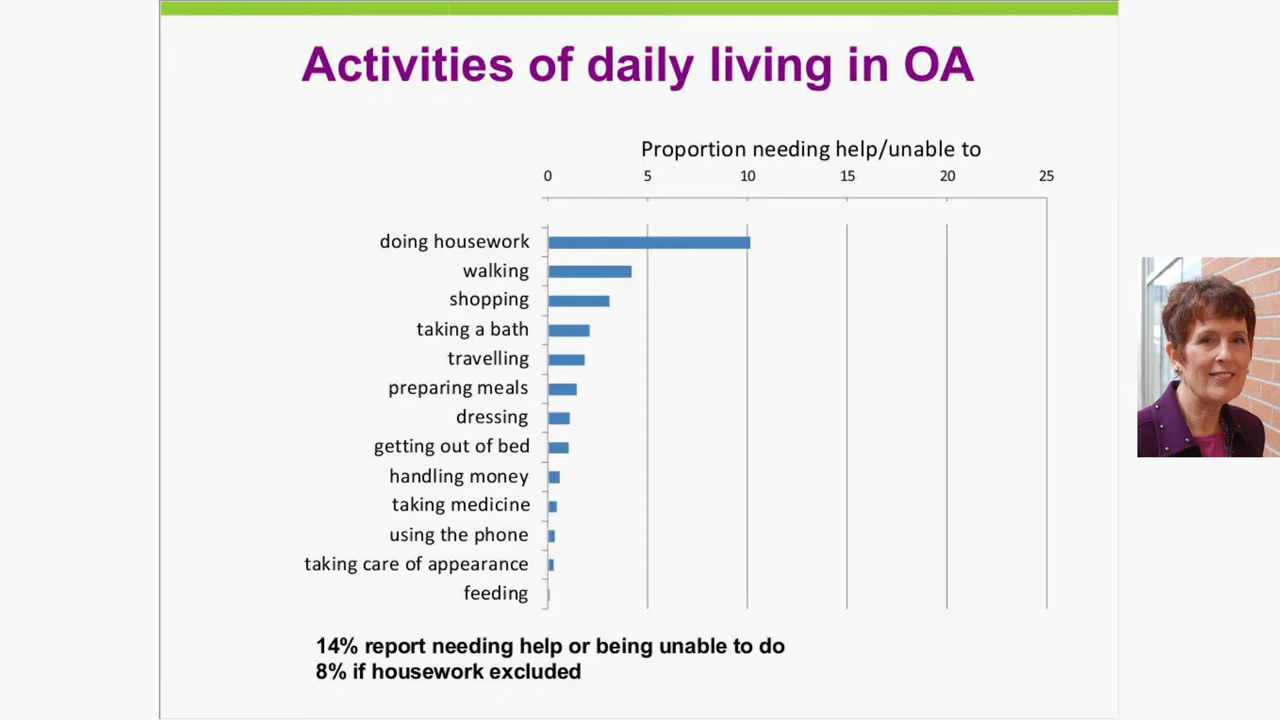 Activities of daily living in OA
Proportion needing help/unable to
0 5 10 15 20 25
doing housework
walking
shopping
taking a bath
travelling
preparing meals
dressing
getting out of bed
handling money
taking medicine
using the phone
taking care of appearance
feeding
14% report needing help or being unable to do
8% if housework excluded